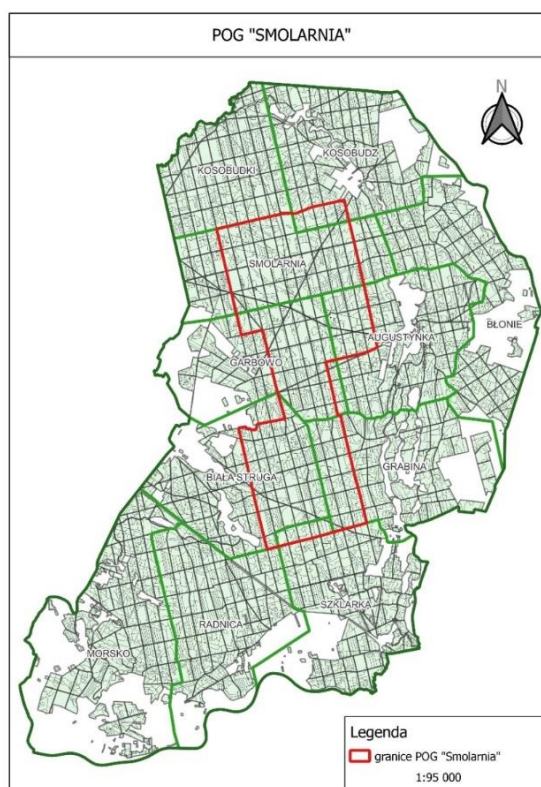 POG "SMOLARNIA"
N
KOSOBUDZ
KOSOBUDKI
SMOLARNIA
BŁONIE
AUGUSTYNKA
GARBOWO
GRABINA
BIAŁA STRUGA
SZKLARKA
RADNICA
MORSKO
Legenda
granice POG "Smolarnia"
1:95 000